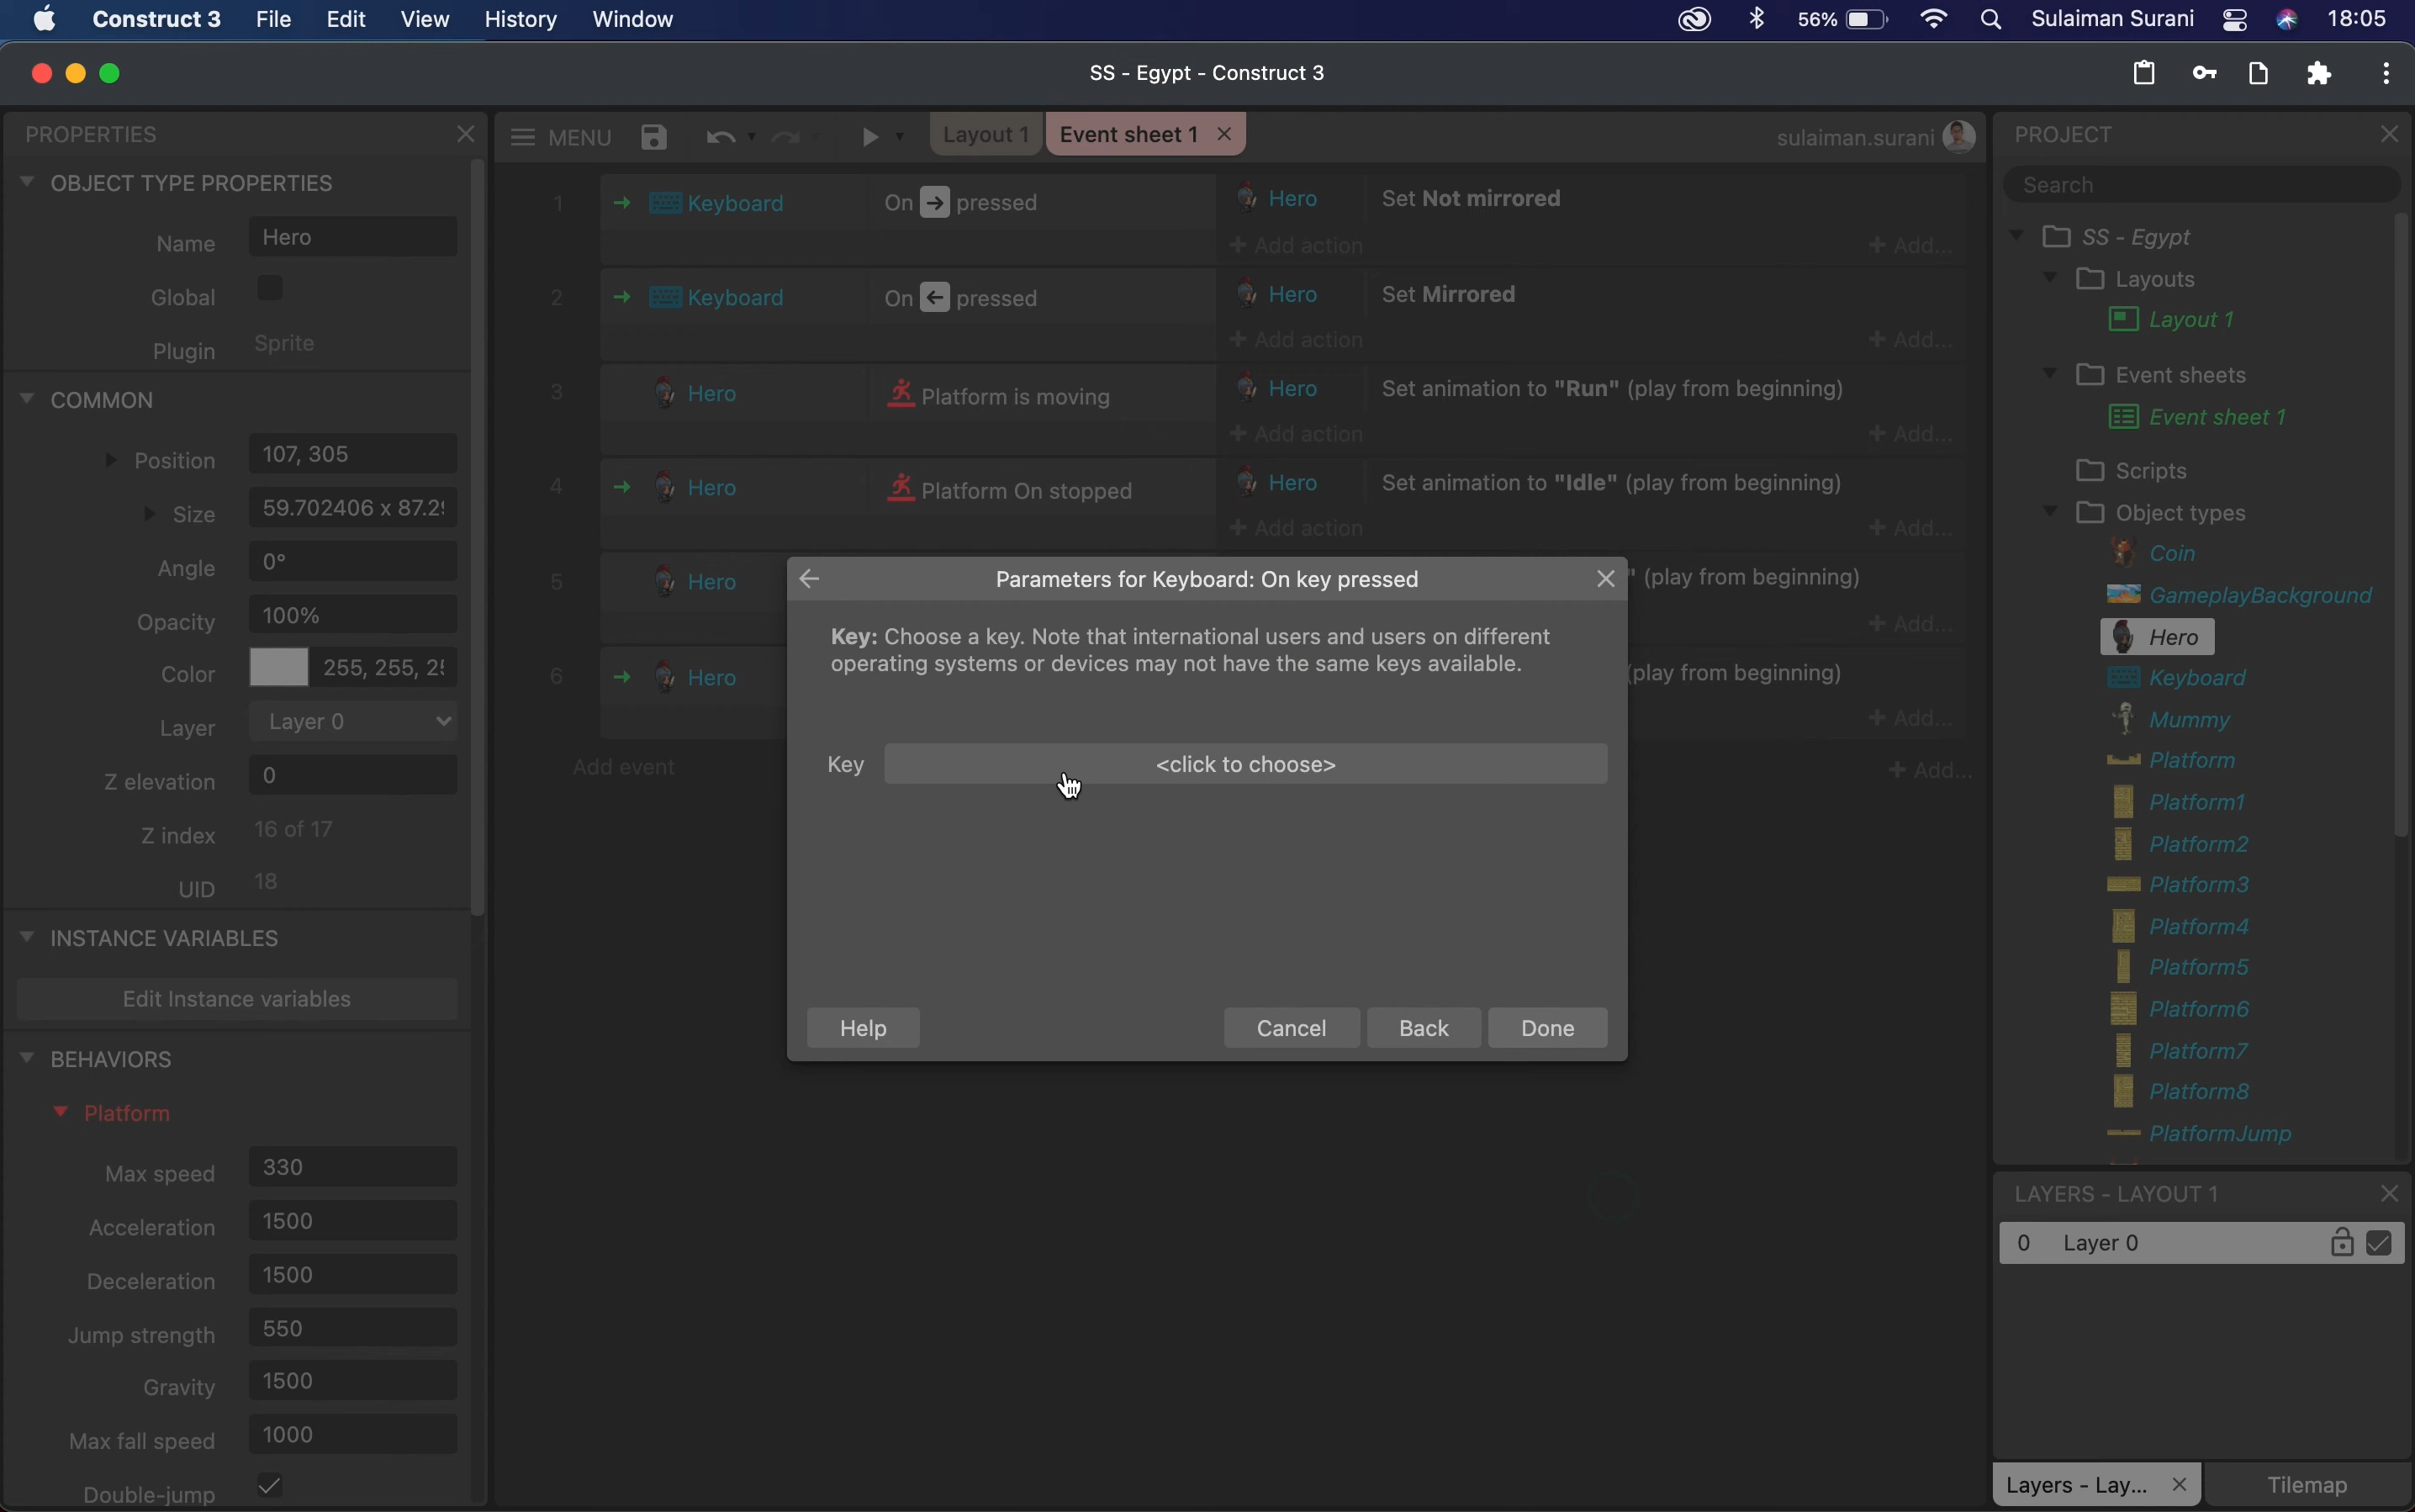 Construct 3 File Edit View History Window 56% Sulaiman Surani 18:05
SS - Egypt - Construct 3
PROPERTIES
OBJECT TYPE PROPERTIES
Name Hero
Global
Plugin Sprite
COMMON
Position 107, 305
Size 59.702406 x 87.2
Angle 0°
Opacity 100%
Color 255, 255, 2
Layer Layer 0
Z elevation 0
Z index 16 of 17
UID 18
INSTANCE VARIABLES
Edit Instance variables
BEHAVIORS
Platform
Max speed 330
Acceleration 1500
Deceleration 1500
Jump strength 550
Gravity 1500
Max fall speed 1000
Double-jump
MENU Layout 1 Event sheet 1 sulaiman.surani
1 Keyboard On → pressed Hero Set Not mirrored
+ Add action + Add...
2 Keyboard On ← pressed Hero Set Mirrored
+ Add action + Add...
3 Hero Platform is moving Hero Set animation to "Run" (play from beginning)
+ Add action + Add...
4 Hero Platform On stopped Hero Set animation to "Idle" (play from beginning)
+ Add action + Add...
5 Hero " (play from beginning)
+ Add...
6 Hero (play from beginning)
+ Add...
Add event + Add...
Parameters for Keyboard: On key pressed
Key: Choose a key. Note that international users and users on different
operating systems or devices may not have the same keys available.
Key <click to choose>
Help Cancel Back Done
PROJECT
Search
SS - Egypt
Layouts
Layout 1
Event sheets
Event sheet 1
Scripts
Object types
Coin
GameplayBackground
Hero
Keyboard
Mummy
Platform
Platform1
Platform2
Platform3
Platform4
Platform5
Platform6
Platform7
Platform8
PlatformJump
LAYERS - LAYOUT 1
0 Layer 0
Layers - Lay... Tilemap